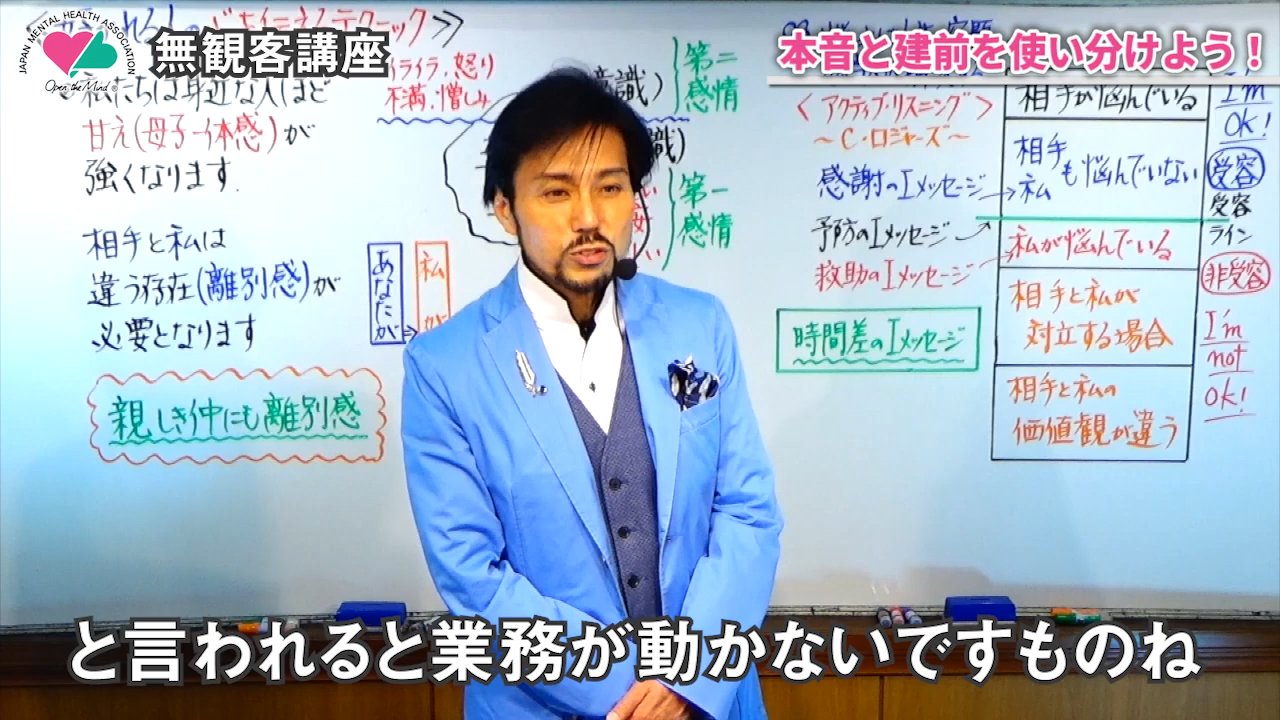 JAPAN MENTAL HEALTH ASSOCIATION
Open the Mind
無観客講座
本音と建前を使い分けよう！
テクニック≫
私たちは身近な人ほど
甘え(母子一体感)が
強くなります.
相手と私は
違う存在(離別感)が
必要となります
親しき仲にも離別感
イライラ、怒り
不満、憎しみ
意識)
識)
第二
感情
第一
感情
あなたが
私が
<アクティブ・リスニング>
～C・ロジャーズ～
感謝のIメッセージ
予防のIメッセージ
救助のIメッセージ
時間差のIメッセージ
相手が悩んでいる
相手
私
も悩んでいない
私が悩んでいる
相手と私が
対立する場合
相手と私の
価値観が違う
I'm
OK!
受容
受容
ライン
非受容
I'm
not
OK!
と言われると業務が動かないですものね